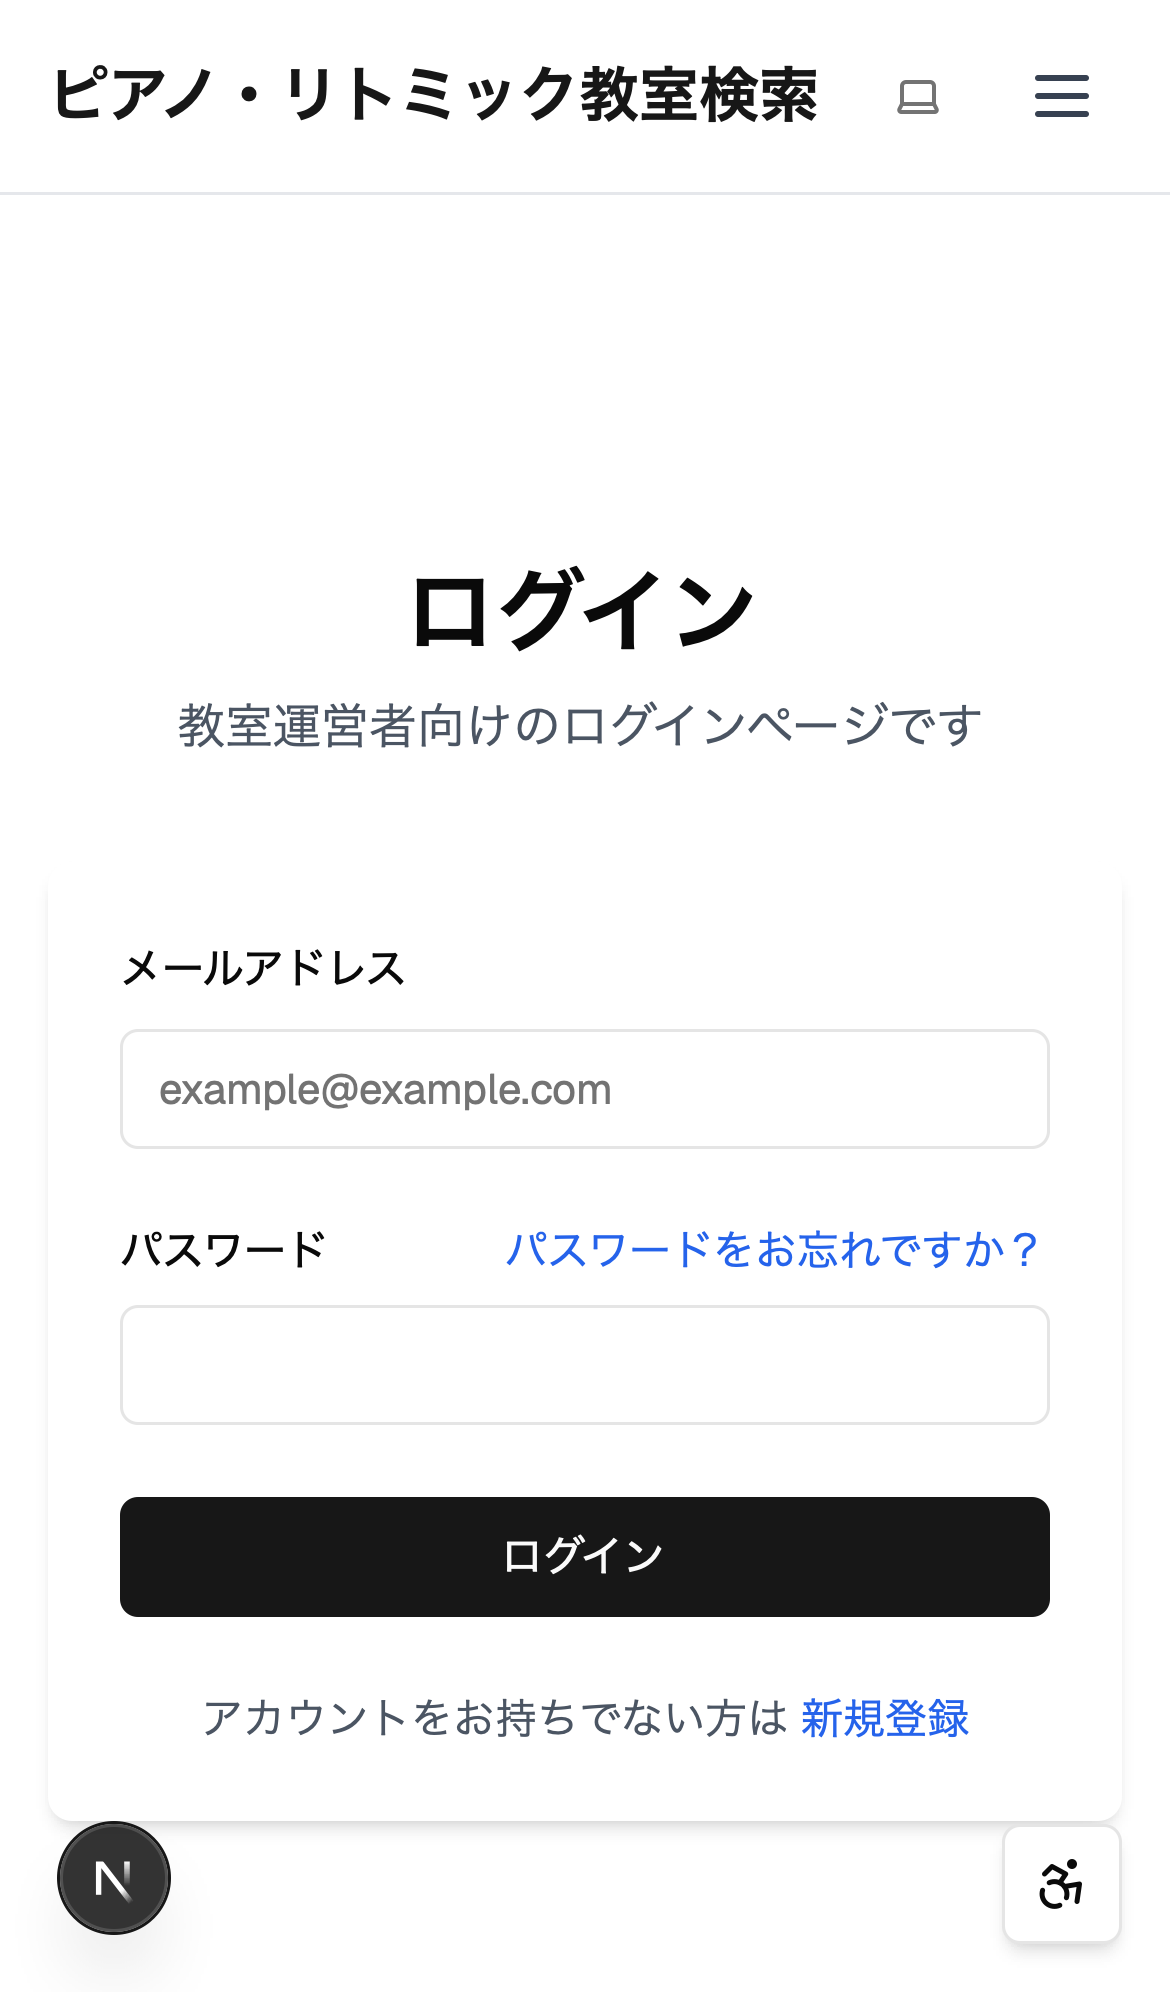 ピアノ・リトミック教室検索
ログイン
教室運営者向けのログインページです
メールアドレス
example@example.com
パスワード パスワードをお忘れですか？
ログイン
アカウントをお持ちでない方は 新規登録
N